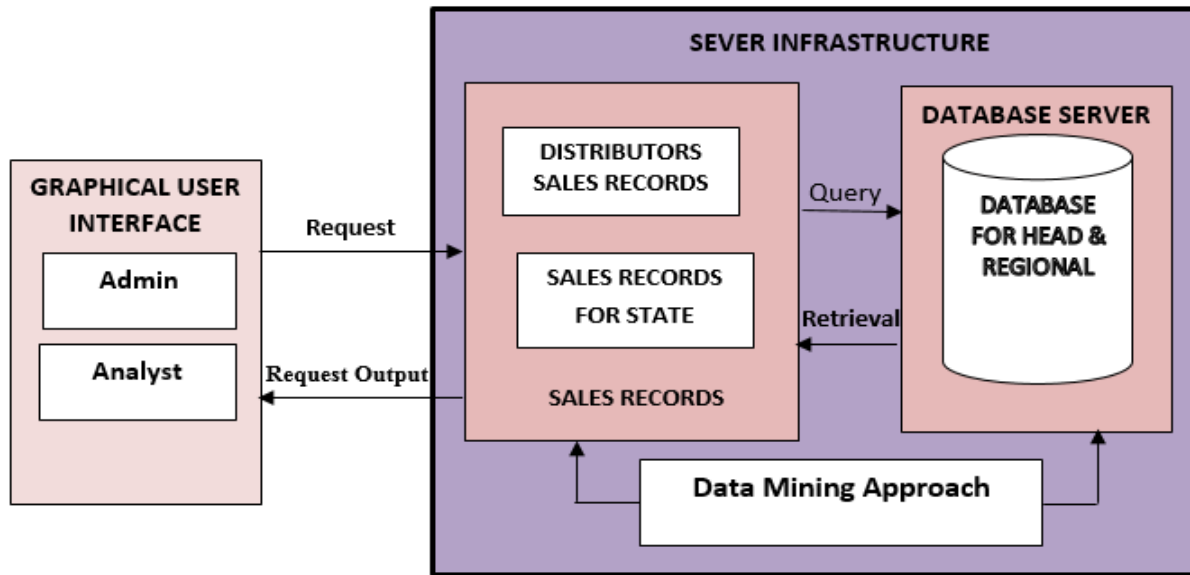 SEVER INFRASTRUCTURE
GRAPHICAL USER
INTERFACE
Admin
Analyst
Request
Request Output
DISTRIBUTORS
SALES RECORDS
SALES RECORDS
FOR STATE
SALES RECORDS
Query
Retrieval
DATABASE SERVER
DATABASE
FOR HEAD &
REGIONAL
Data Mining Approach